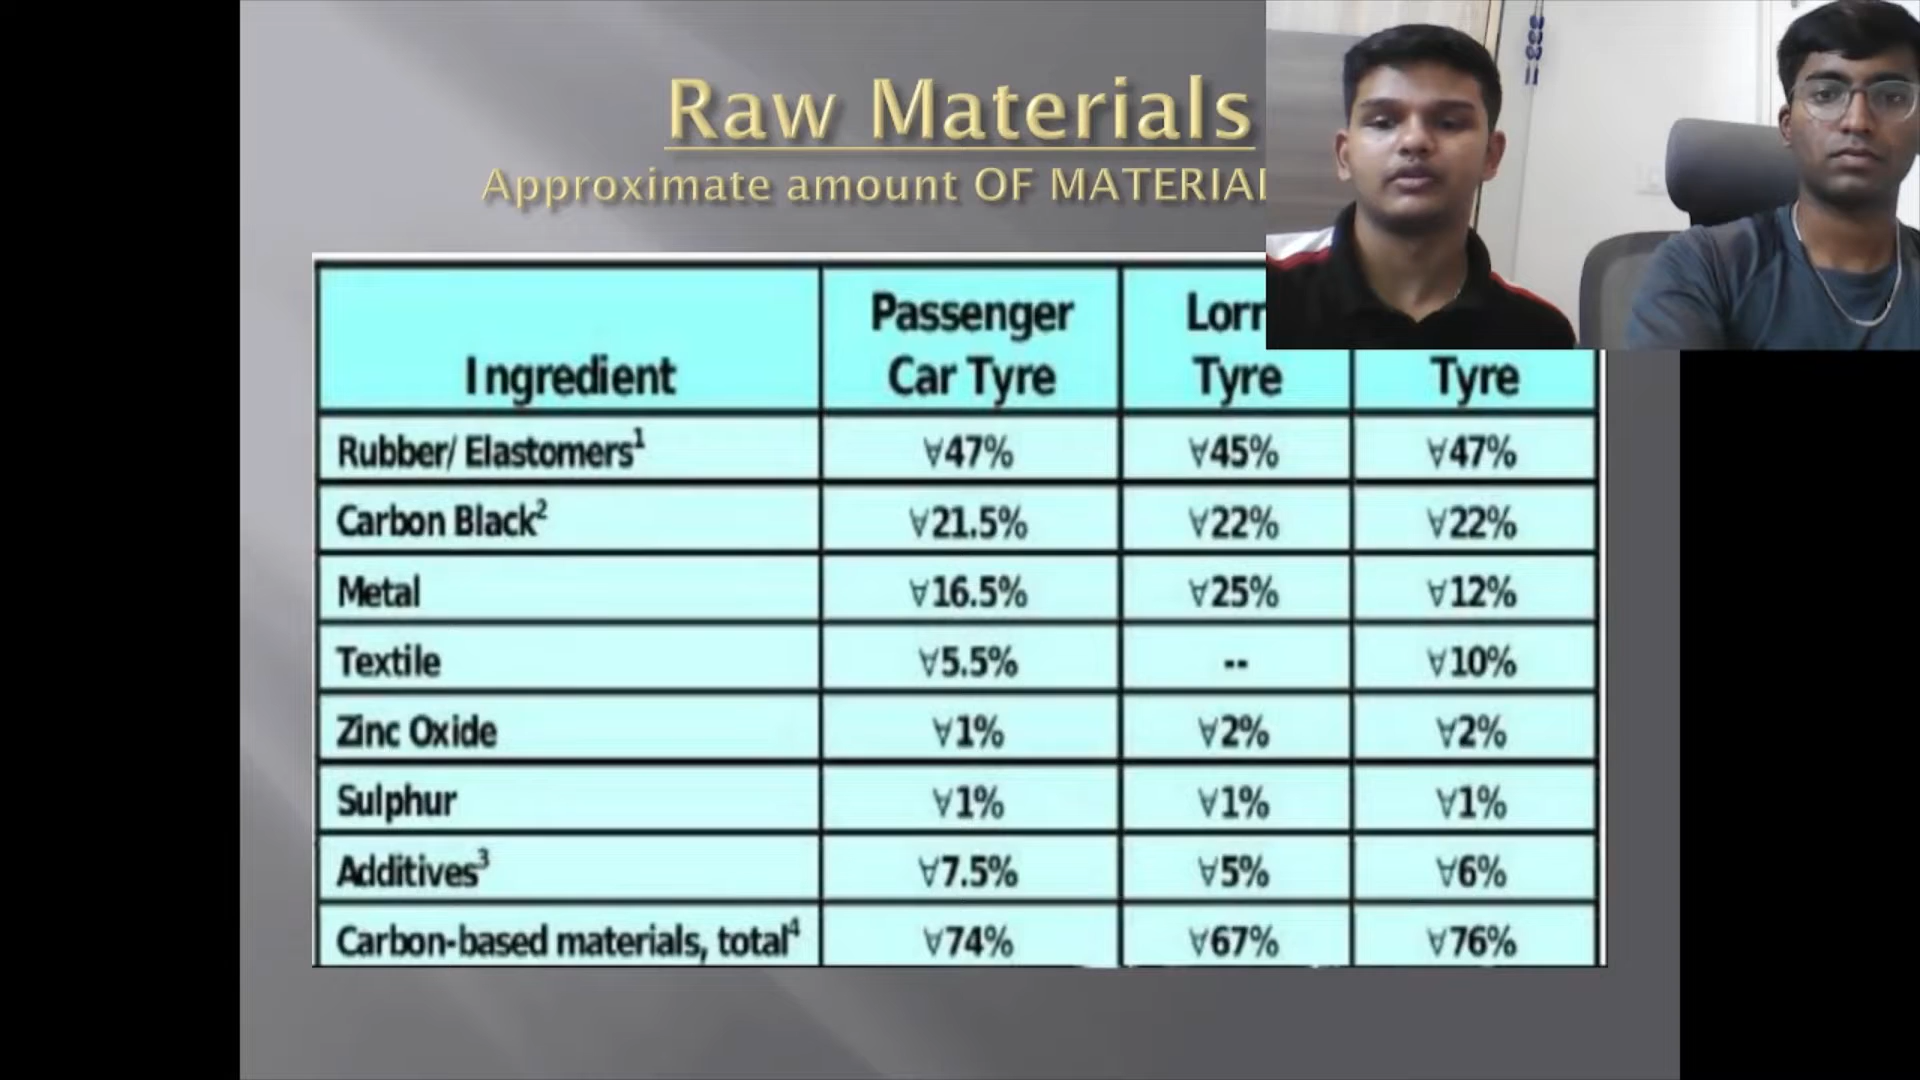 Raw Materials
Approximate amount OF MATERIAL
Ingredient Passenger Car Tyre Tyre Tyre
Rubber/ Elastomers¹ ∀47% ∀45% ∀47%
Carbon Black² ∀21.5% ∀22% ∀22%
Metal ∀16.5% ∀25% ∀12%
Textile ∀5.5% -- ∀10%
Zinc Oxide ∀1% ∀2% ∀2%
Sulphur ∀1% ∀1% ∀1%
Additives³ ∀7.5% ∀5% ∀6%
Carbon-based materials, total⁴ ∀74% ∀67% ∀76%